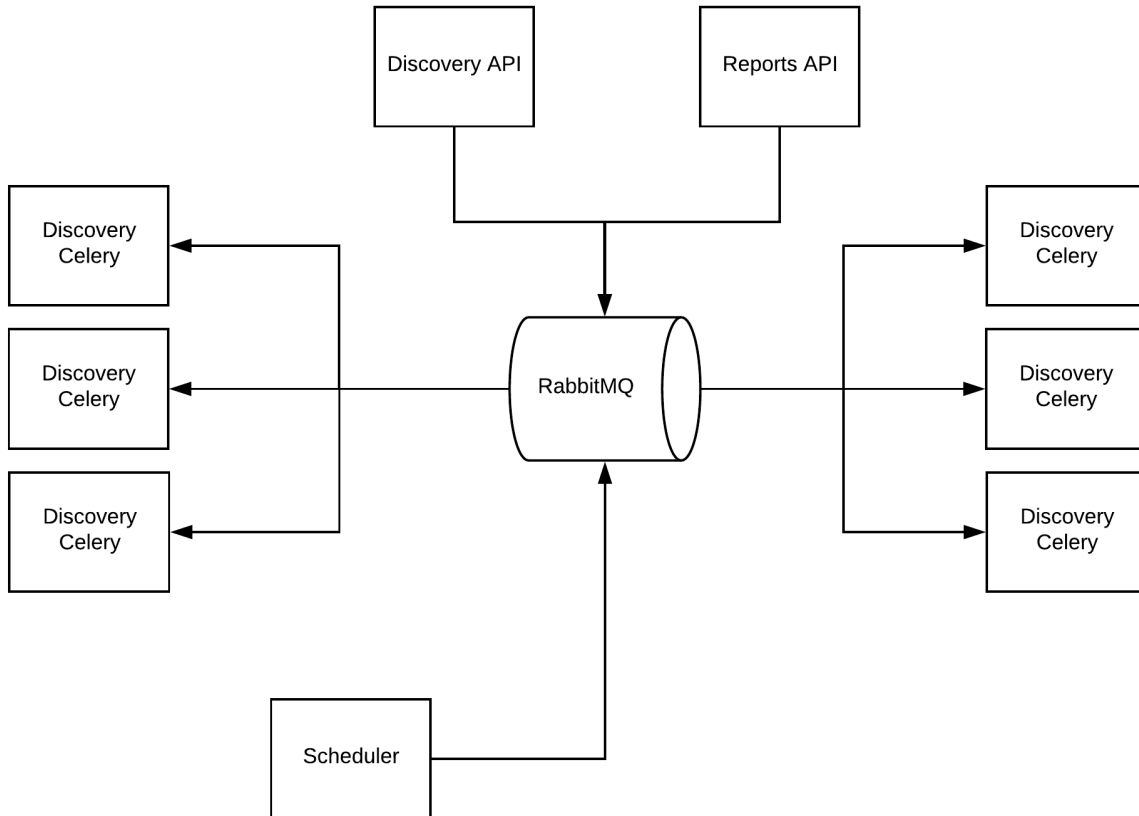 Discovery API
Reports API
Discovery
Celery
Discovery
Celery
Discovery
Celery
RabbitMQ
Discovery
Celery
Discovery
Celery
Discovery
Celery
Scheduler